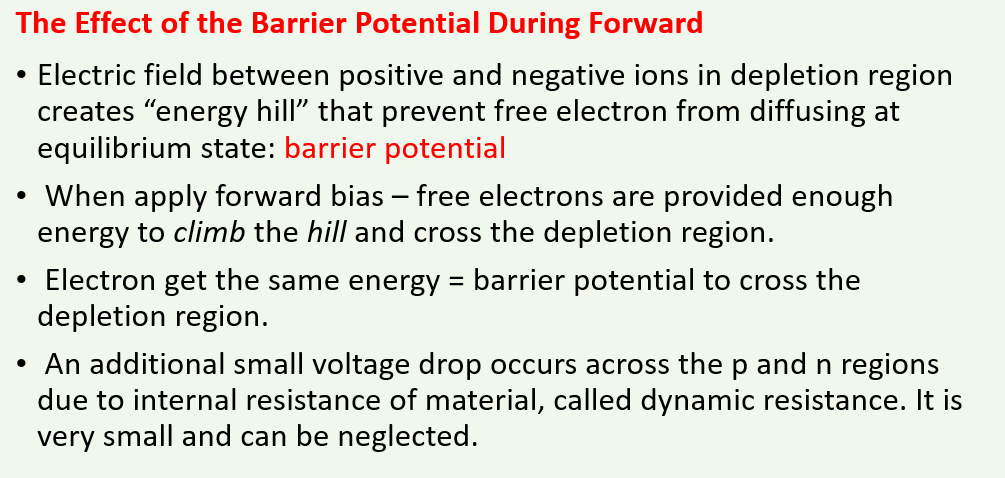 The Effect of the Barrier Potential During Forward
• Electric field between positive and negative ions in depletion region
creates “energy hill” that prevent free electron from diffusing at
equilibrium state: barrier potential
• When apply forward bias – free electrons are provided enough
energy to climb the hill and cross the depletion region.
• Electron get the same energy = barrier potential to cross the
depletion region.
• An additional small voltage drop occurs across the p and n regions
due to internal resistance of material, called dynamic resistance. It is
very small and can be neglected.